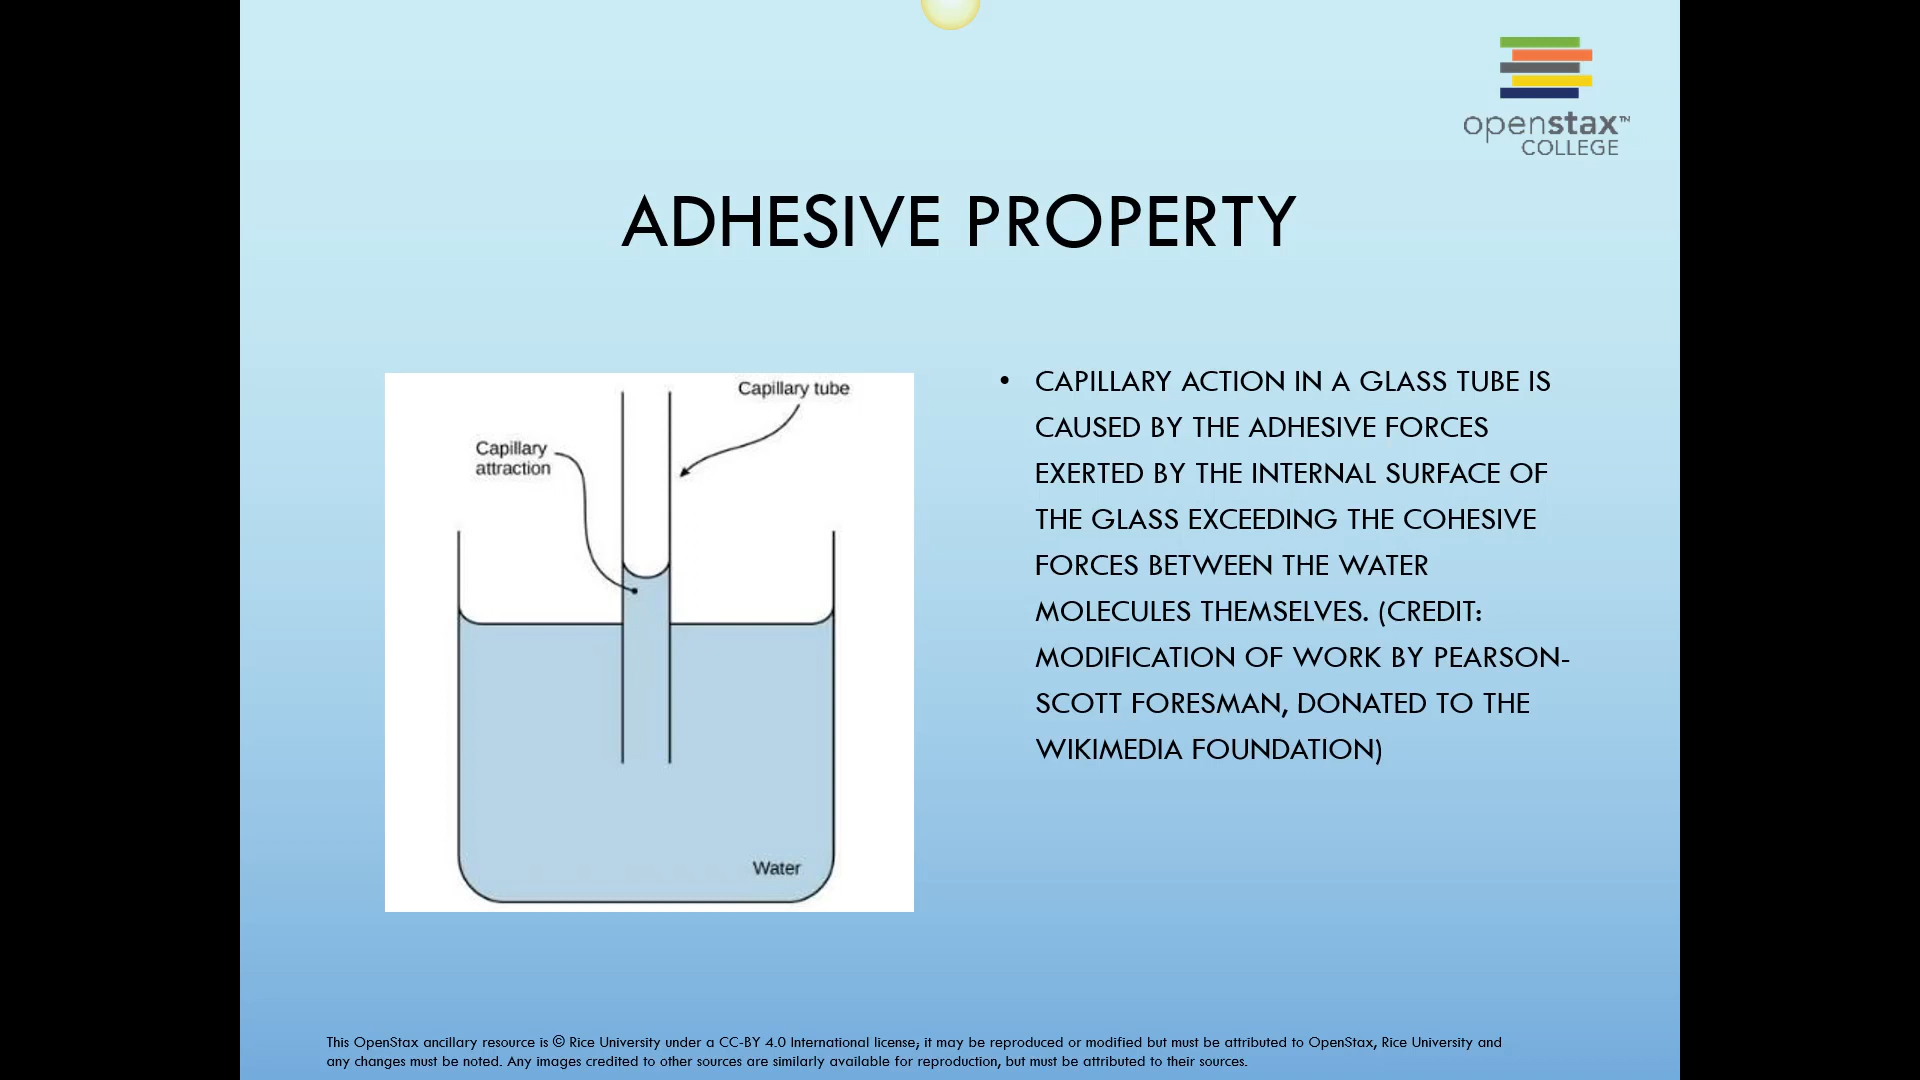 openstax™
COLLEGE
ADHESIVE PROPERTY
Capillary tube
Capillary
attraction
Water
• CAPILLARY ACTION IN A GLASS TUBE IS
CAUSED BY THE ADHESIVE FORCES
EXERTED BY THE INTERNAL SURFACE OF
THE GLASS EXCEEDING THE COHESIVE
FORCES BETWEEN THE WATER
MOLECULES THEMSELVES. (CREDIT:
MODIFICATION OF WORK BY PEARSON-
SCOTT FORESMAN, DONATED TO THE
WIKIMEDIA FOUNDATION)
This OpenStax ancillary resource is © Rice University under a CC-BY 4.0 International license; it may be reproduced or modified but must be attributed to OpenStax, Rice University and
any changes must be noted. Any images credited to other sources are similarly available for reproduction, but must be attributed to their sources.